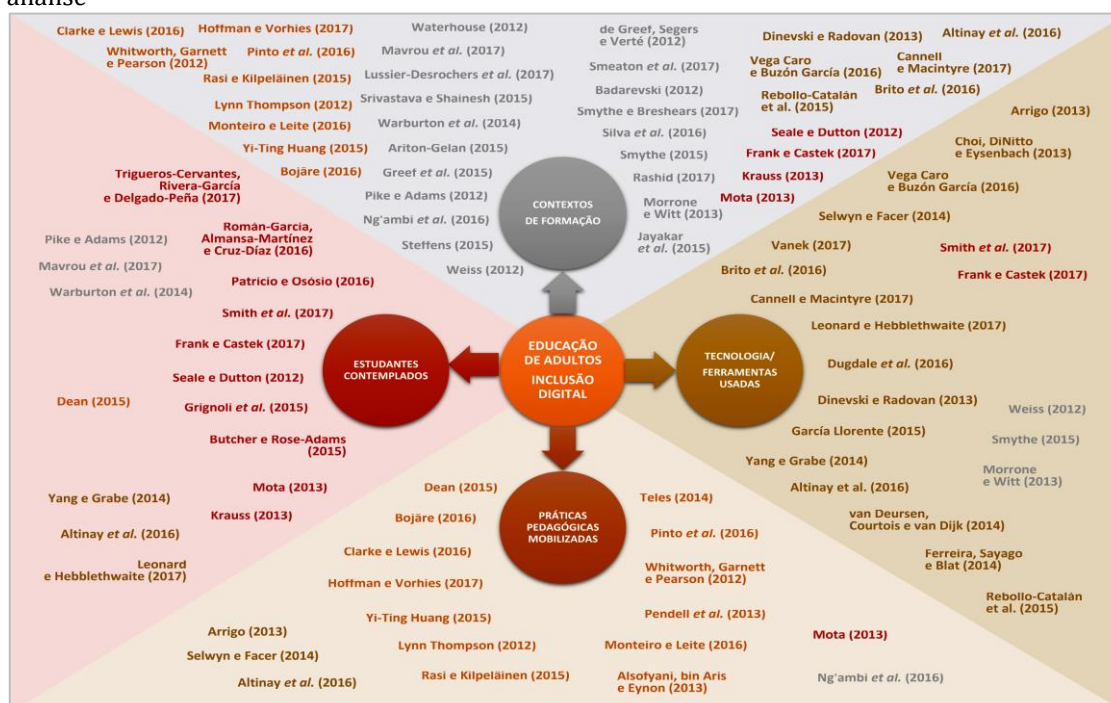 análise
Clarke e Lewis (2016)
Hoffman e Vorhies (2017)
Whitworth, Garnett
e Pearson (2012)
Pinto et al. (2016)
Rasi e Kilpeläinen (2015)
Lynn Thompson (2012)
Monteiro e Leite (2016)
Yi-Ting Huang (2015)
Bojāre (2016)
Waterhouse (2012)
Mavrou et al. (2017)
Lussier-Desrochers et al. (2017)
Srivastava e Shainesh (2015)
Warburton et al. (2014)
Ariton-Gelan (2015)
Greef et al. (2015)
Pike e Adams (2012)
Ng'ambi et al. (2016)
Steffens (2015)
Weiss (2012)
de Greef, Segers
e Verté (2012)
Smeaton et al. (2017)
Badarevski (2012)
Smythe e Breshears (2017)
Silva et al. (2016)
Smythe (2015)
Rashid (2017)
Morrone
e Witt (2013)
Jayakar
et al. (2015)
Dinevski e Radovan (2013)
Altinay et al. (2016)
Vega Caro
e Buzón García (2016)
Cannell
e Macintyre (2017)
Rebollo-Catalán
et al. (2015)
Brito et al. (2016)
Seale e Dutton (2012)
Frank e Castek (2017)
Krauss (2013)
Mota (2013)
CONTEXTOS
DE FORMAÇÃO
Trigueros-Cervantes,
Rivera-García
e Delgado-Peña (2017)
Román-Garcia,
Almansa-Martínez
e Cruz-Díaz (2016)
Pike e Adams (2012)
Mavrou et al. (2017)
Warburton et al. (2014)
Patricio e Osósio (2016)
Smith et al. (2017)
Frank e Castek (2017)
Seale e Dutton (2012)
Dean (2015)
Grignoli et al. (2015)
Butcher e Rose-Adams
(2015)
Mota (2013)
Yang e Grabe (2014)
Krauss (2013)
Altinay et al. (2016)
Leonard
e Hebblethwaite (2017)
ESTUDANTES
CONTEMPLADOS
EDUCAÇÃO
DE ADULTOS
INCLUSÃO
DIGITAL
TECNOLOGIA/
FERRAMENTAS
USADAS
Arrigo (2013)
Choi, DiNitto
e Eysenbach (2013)
Vega Caro
e Buzón García (2016)
Selwyn e Facer (2014)
Vanek (2017)
Smith et al. (2017)
Brito et al. (2016)
Frank e Castek (2017)
Cannell e Macintyre (2017)
Leonard e Hebblethwaite (2017)
Dugdale et al. (2016)
Dinevski e Radovan (2013)
Weiss (2012)
García Llorente (2015)
Smythe (2015)
Yang e Grabe (2014)
Morrone
e Witt (2013)
Altinay et al. (2016)
van Deursen,
Courtois e van Dijk (2014)
Ferreira, Sayago
e Blat (2014)
Rebollo-Catalán
et al. (2015)
PRÁTICAS
PEDAGÓGICAS
MOBILIZADAS
Dean (2015)
Bojāre (2016)
Clarke e Lewis (2016)
Hoffman e Vorhies (2017)
Yi-Ting Huang (2015)
Arrigo (2013)
Selwyn e Facer (2014)
Altinay et al. (2016)
Lynn Thompson (2012)
Rasi e Kilpeläinen (2015)
Teles (2014)
Pinto et al. (2016)
Whitworth, Garnett
e Pearson (2012)
Pendell et al. (2013)
Monteiro e Leite (2016)
Alsofyani, bin Aris
e Eynon (2013)
Mota (2013)
Ng'ambi et al. (2016)